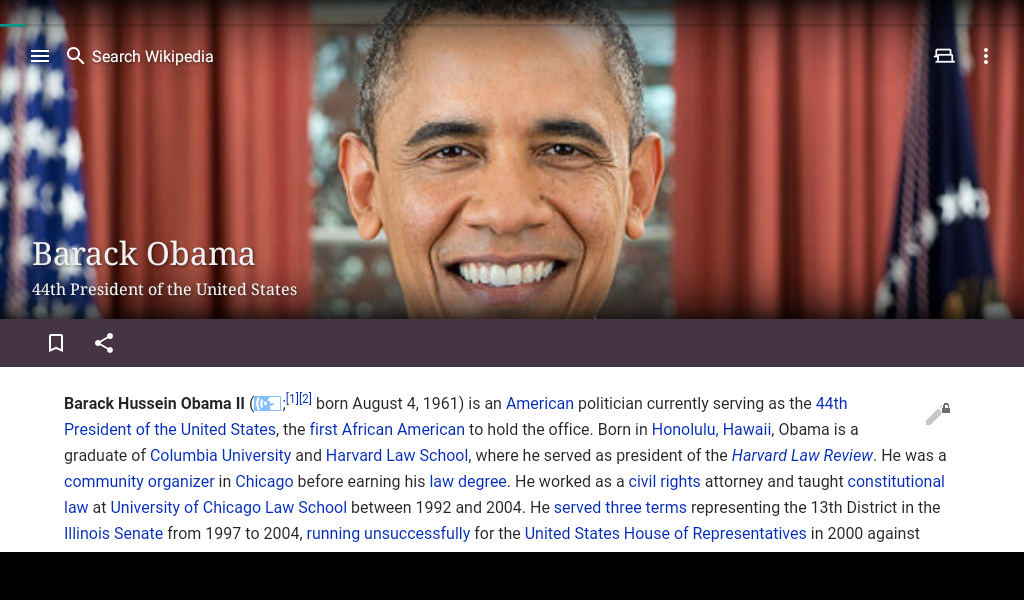 Search Wikipedia
Barack Obama
44th President of the United States
Barack Hussein Obama II (;[1][2] born August 4, 1961) is an American politician currently serving as the 44th
President of the United States, the first African American to hold the office. Born in Honolulu, Hawaii, Obama is a
graduate of Columbia University and Harvard Law School, where he served as president of the Harvard Law Review. He was a
community organizer in Chicago before earning his law degree. He worked as a civil rights attorney and taught constitutional
law at University of Chicago Law School between 1992 and 2004. He served three terms representing the 13th District in the
Illinois Senate from 1997 to 2004, running unsuccessfully for the United States House of Representatives in 2000 against